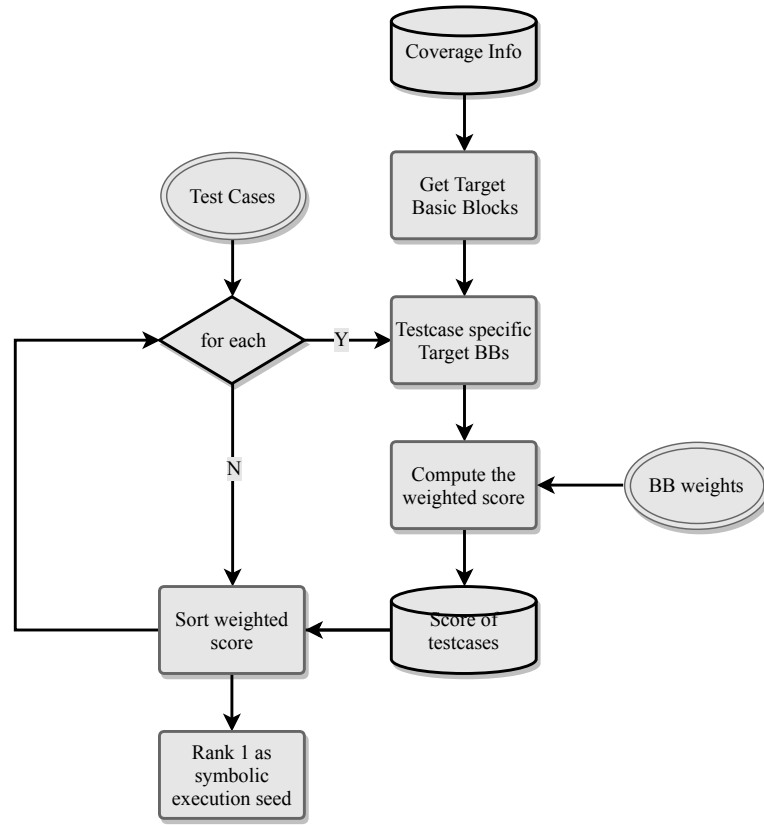 Coverage Info
Get Target
Basic Blocks
Test Cases
for each
Y
Testcase specific
Target BBs
N
Compute the
weighted score
BB weights
Sort weighted
score
Score of
testcases
Rank 1 as
symbolic
execution seed